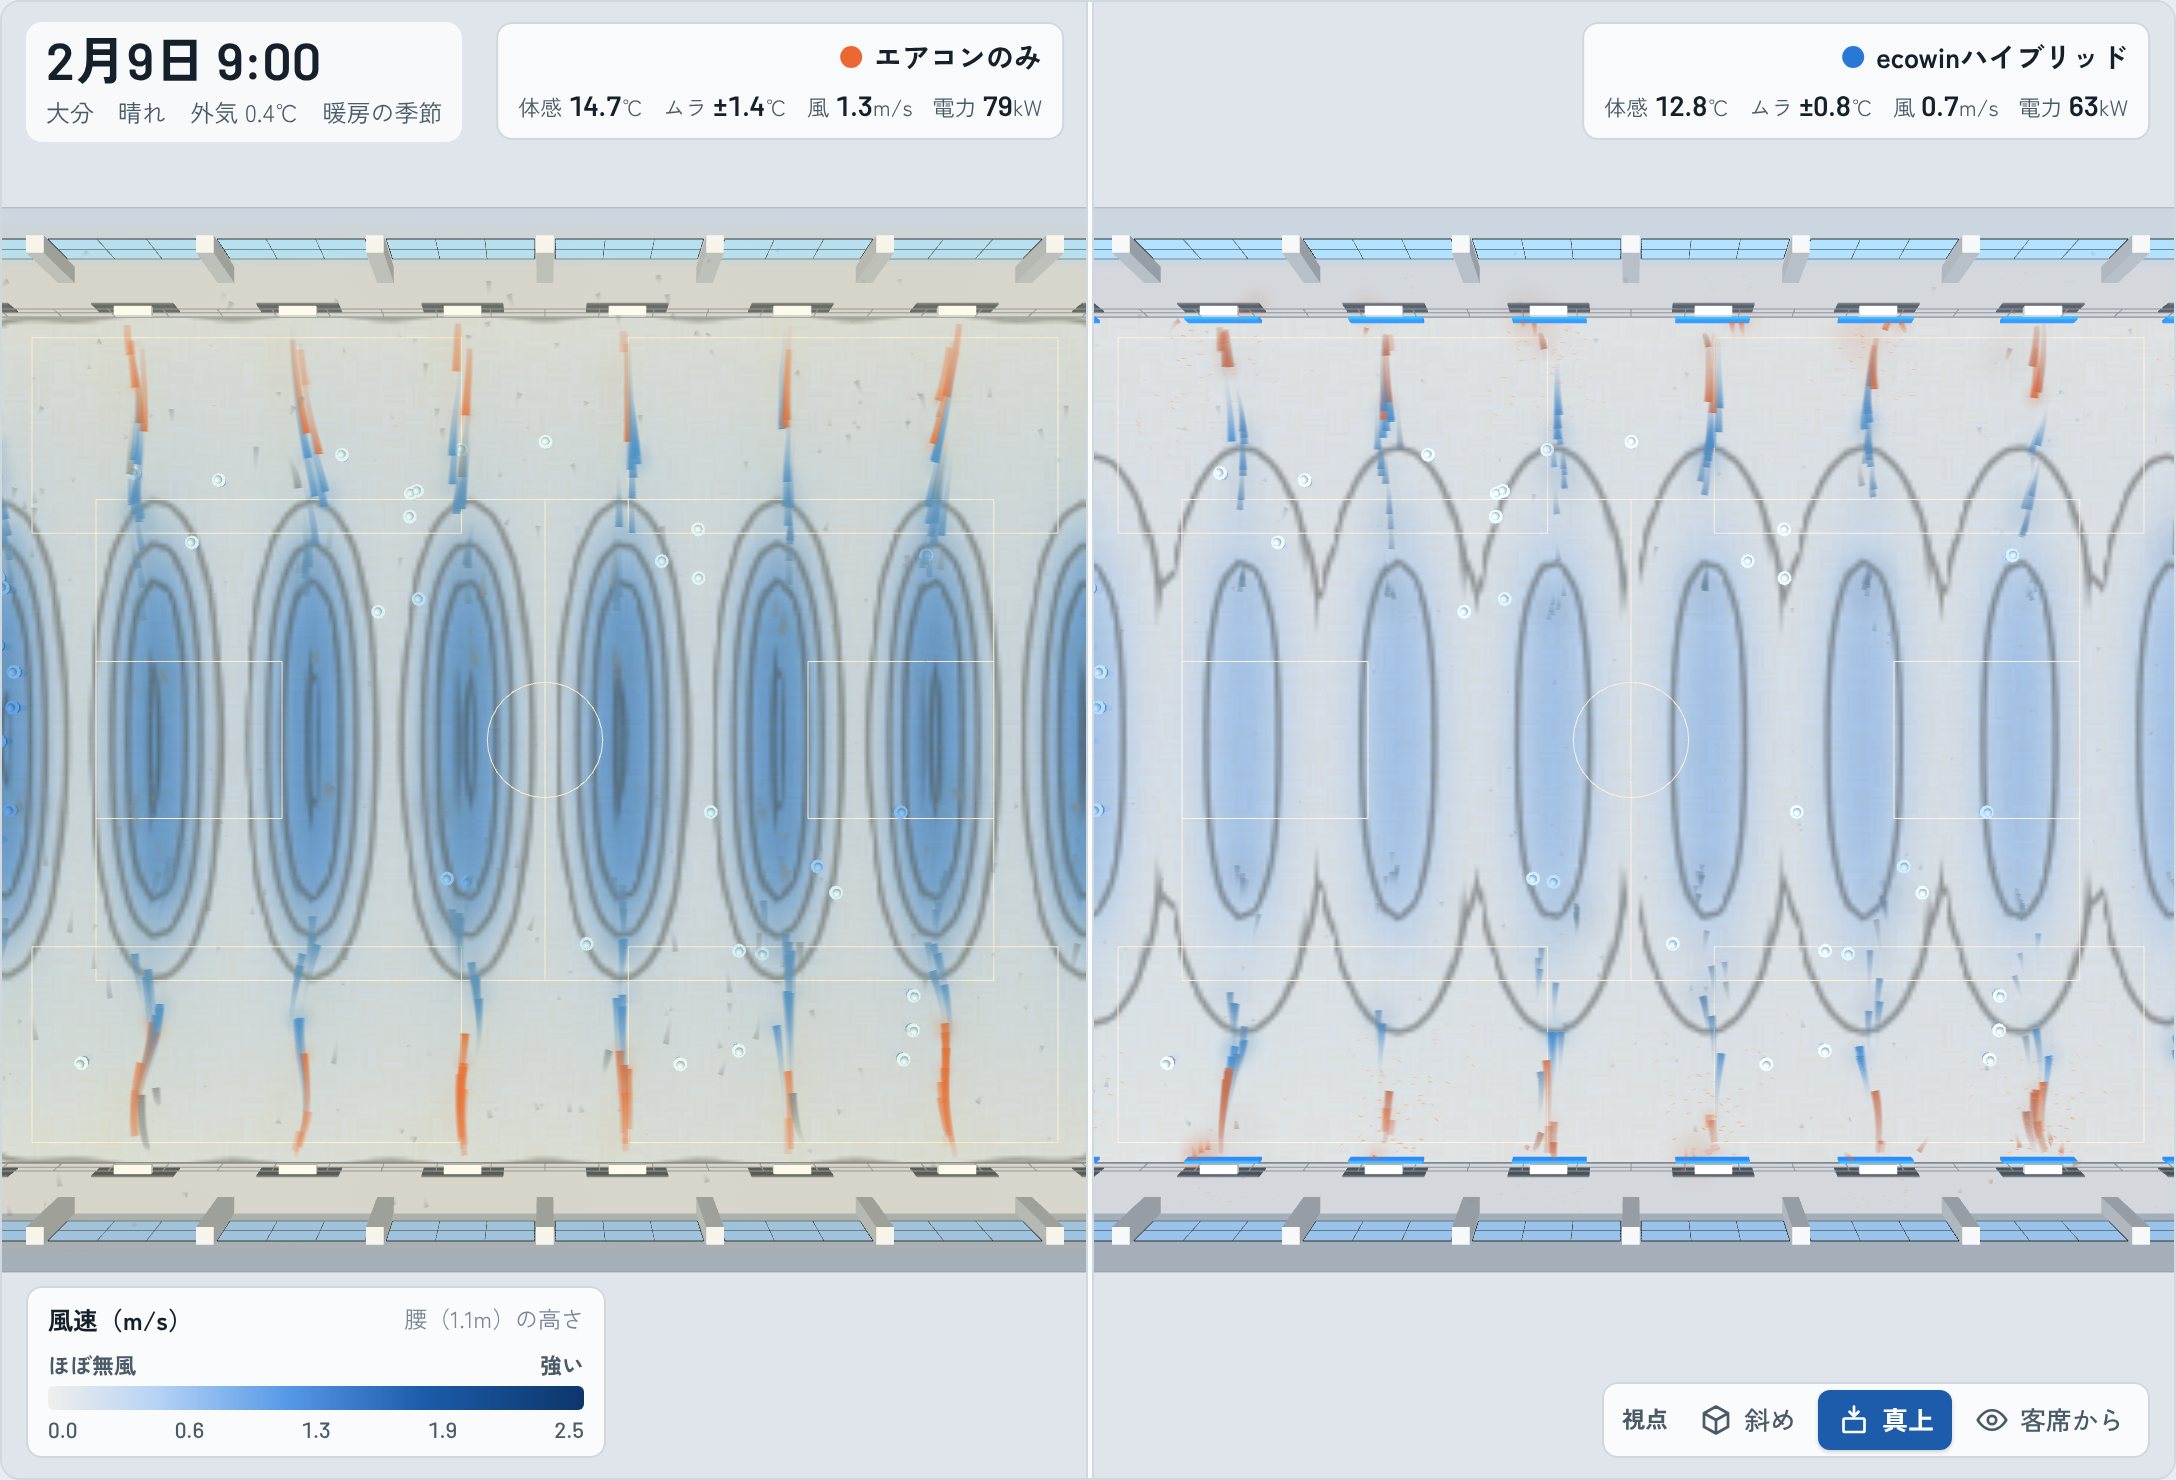 2月9日 9:00
大分 晴れ 外気 0.4℃ 暖房の季節
エアコンのみ
体感 14.7℃ ムラ ±1.4℃ 風 1.3m/s 電力 79kW
ecowinハイブリッド
体感 12.8℃ ムラ ±0.8℃ 風 0.7m/s 電力 63kW
風速（m/s） 腰（1.1m）の高さ
ほぼ無風 強い
0.0 0.6 1.3 1.9 2.5
視点 斜め 真上 客席から